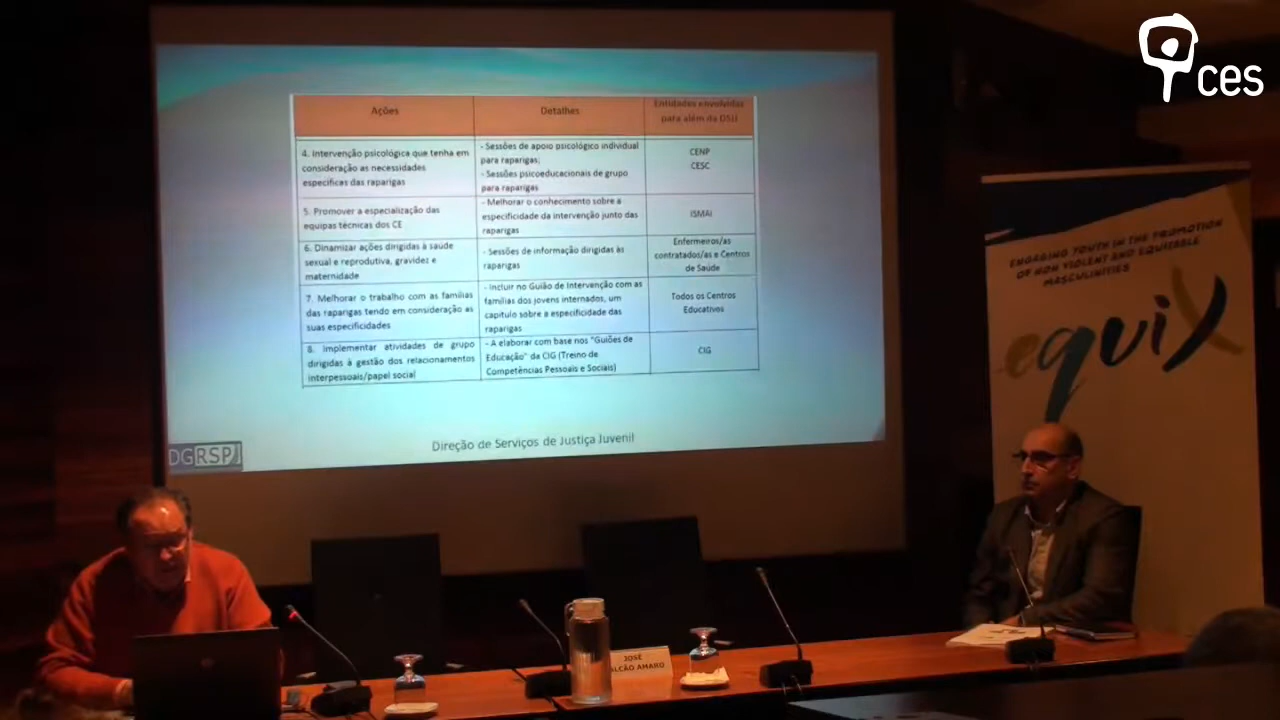 ces
Ações
Detalhes
Entidades envolvidas
para além da DSJJ
4. Intervenção psicológica que tenha em
consideração as necessidades
especificas das raparigas
- Sessões de apoio psicológico individual
para raparigas;
- Sessões psicoeducacionais de grupo
para raparigas
CENP
CESC
5. Promover a especialização das
equipas técnicas dos CE
- Melhorar o conhecimento sobre a
especificidade da intervenção junto das
raparigas
ISMAI
6. Dinamizar ações dirigidas à saúde
sexual e reprodutiva, gravidez e
maternidade
- Sessões de informação dirigidas às
raparigas
Enfermeiros/as
contratados/as e Centros
de Saúde
7. Melhorar o trabalho com as famílias
das raparigas tendo em consideração as
suas especificidades
- Incluir no Guião de Intervenção com as
famílias dos jovens internados, um
capitulo sobre a especificidade das
raparigas
Todos os Centros
Educativos
8. Implementar atividades de grupo
dirigidas à gestão dos relacionamentos
interpessoais/papel social
- A elaborar com base nos "Guiões de
Educação" da CIG (Treino de
Competências Pessoais e Sociais)
CIG
Direção de Serviços de Justiça Juvenil
DGRSPJ
ENGAGING YOUTH IN THE PROMOTION
OF NON VIOLENT AND EQUITABLE
MASCULINITIES
equiX
JOSÉ
ALCÃO AMARO